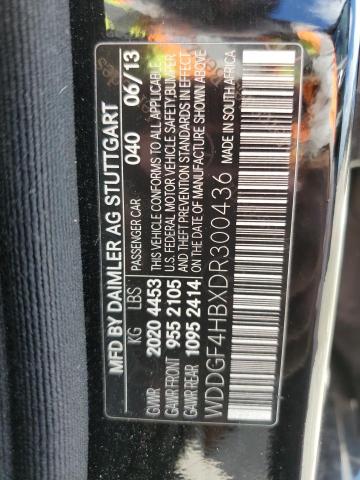 MFD BY DAIMLER AG STUTTGART
KG LBS PASSENGER CAR 040 06/13
GVWR 2020 4453 THIS VEHICLE CONFORMS TO ALL APPLICABLE
GAWR FRONT 955 2105 U.S. FEDERAL MOTOR VEHICLE SAFETY, BUMPER
GAWR REAR 1095 2414 AND THEFT PREVENTION STANDARDS IN EFFECT
ON THE DATE OF MANUFACTURE SHOWN ABOVE
WDDGF4HBXDR300436 MADE IN SOUTH AFRICA